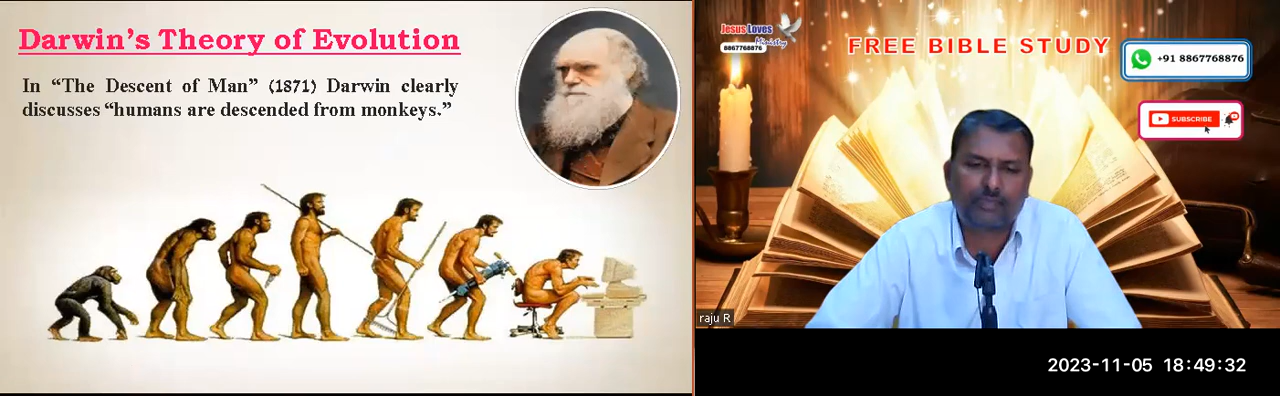 Darwin's Theory of Evolution
In “The Descent of Man” (1871) Darwin clearly
discusses “humans are descended from monkeys.”
Jesus Loves
Ministry
8867768876
FREE BIBLE STUDY
+91 8867768876
SUBSCRIBE
raju R
2023-11-05 18:49:32